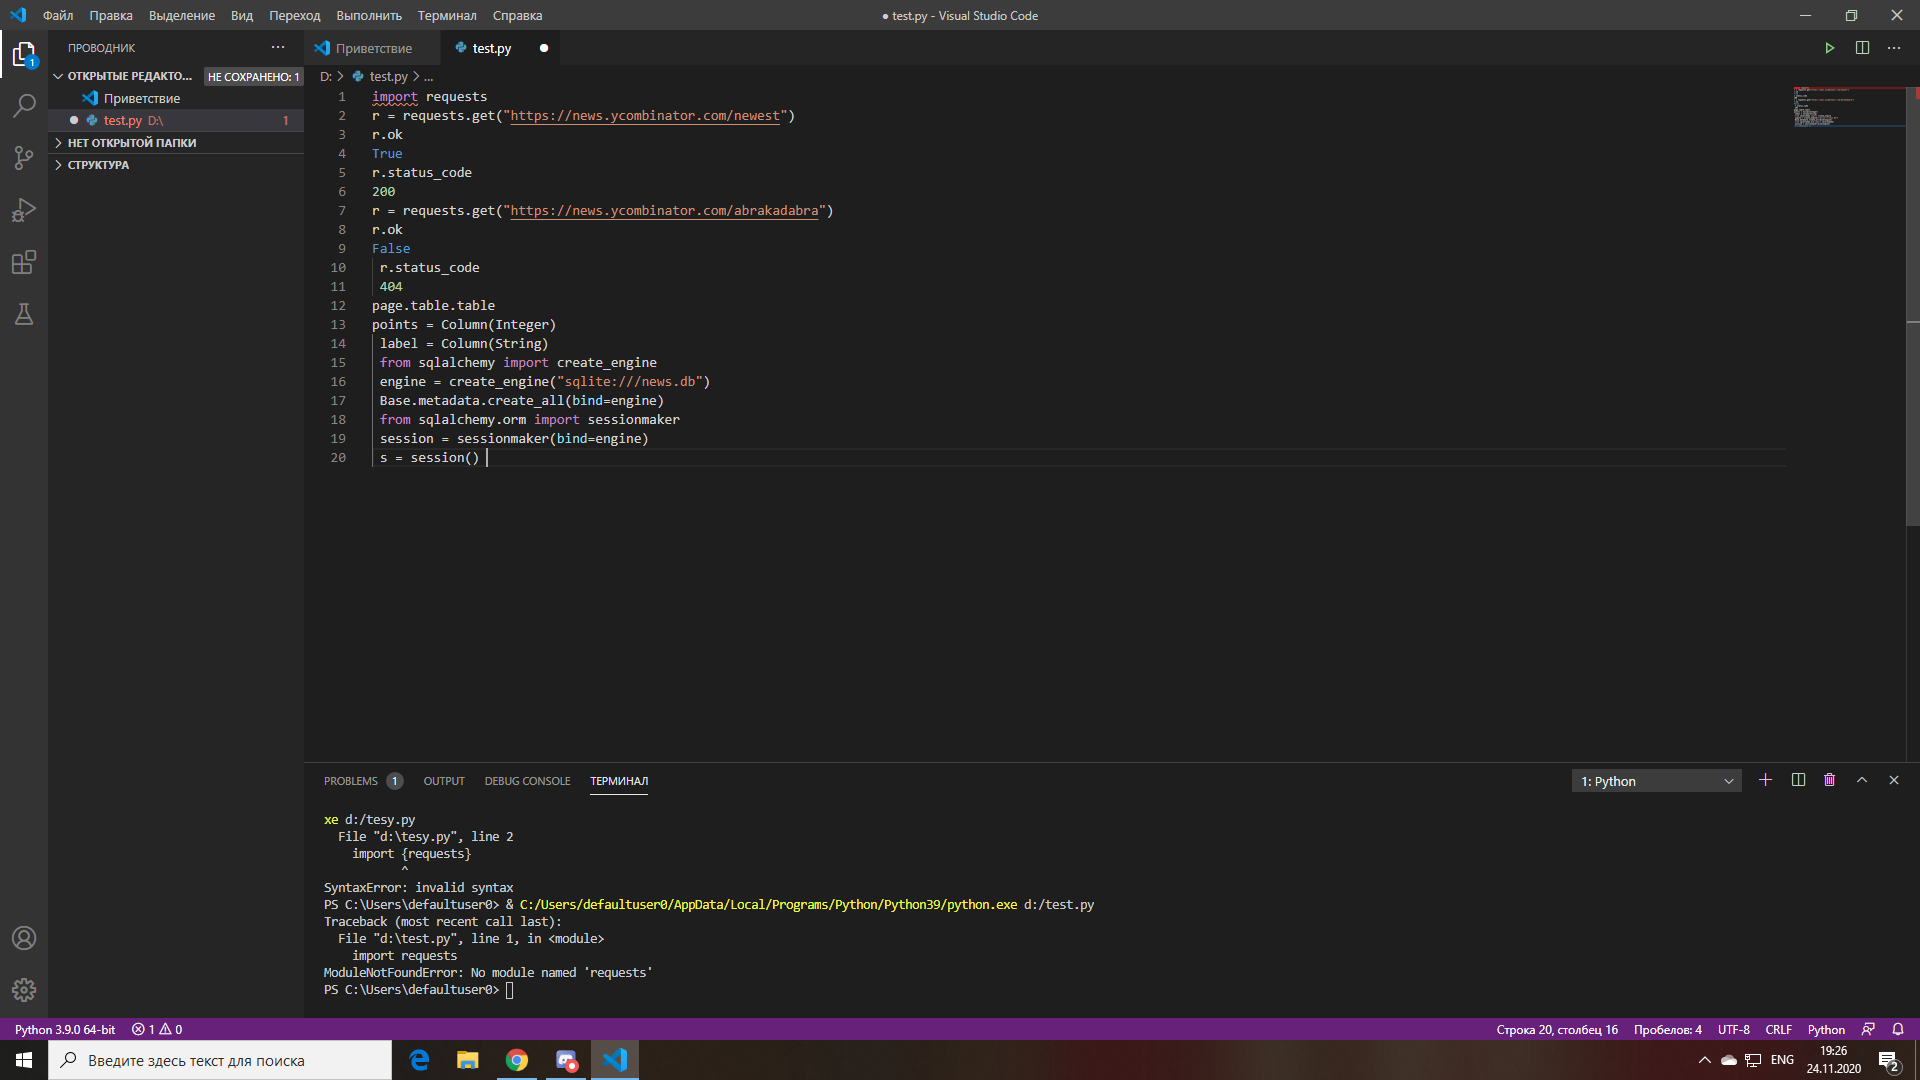 Файл Правка Выделение Вид Переход Выполнить Терминал Справка
● test.py - Visual Studio Code
ПРОВОДНИК
Приветствие
test.py
1
ОТКРЫТЫЕ РЕДАКТО...
НЕ СОХРАНЕНО: 1
Приветствие
test.py D:\ 1
НЕТ ОТКРЫТОЙ ПАПКИ
СТРУКТУРА
D: > test.py > ...
1 import requests
2 r = requests.get("https://news.ycombinator.com/newest")
3 r.ok
4 True
5 r.status_code
6 200
7 r = requests.get("https://news.ycombinator.com/abrakadabra")
8 r.ok
9 False
10 r.status_code
11 404
12 page.table.table
13 points = Column(Integer)
14 label = Column(String)
15 from sqlalchemy import create_engine
16 engine = create_engine("sqlite:///news.db")
17 Base.metadata.create_all(bind=engine)
18 from sqlalchemy.orm import sessionmaker
19 session = sessionmaker(bind=engine)
20 s = session()
PROBLEMS 1 OUTPUT DEBUG CONSOLE ТЕРМИНАЛ
1: Python
xe d:/tesy.py
File "d:\tesy.py", line 2
import {requests}
^
SyntaxError: invalid syntax
PS C:\Users\defaultuser0> & C:/Users/defaultuser0/AppData/Local/Programs/Python/Python39/python.exe d:/test.py
Traceback (most recent call last):
File "d:\test.py", line 1, in <module>
import requests
ModuleNotFoundError: No module named 'requests'
PS C:\Users\defaultuser0>
Python 3.9.0 64-bit 1 0
Строка 20, столбец 16 Пробелов: 4 UTF-8 CRLF Python
Введите здесь текст для поиска
ENG
19:26
24.11.2020
2